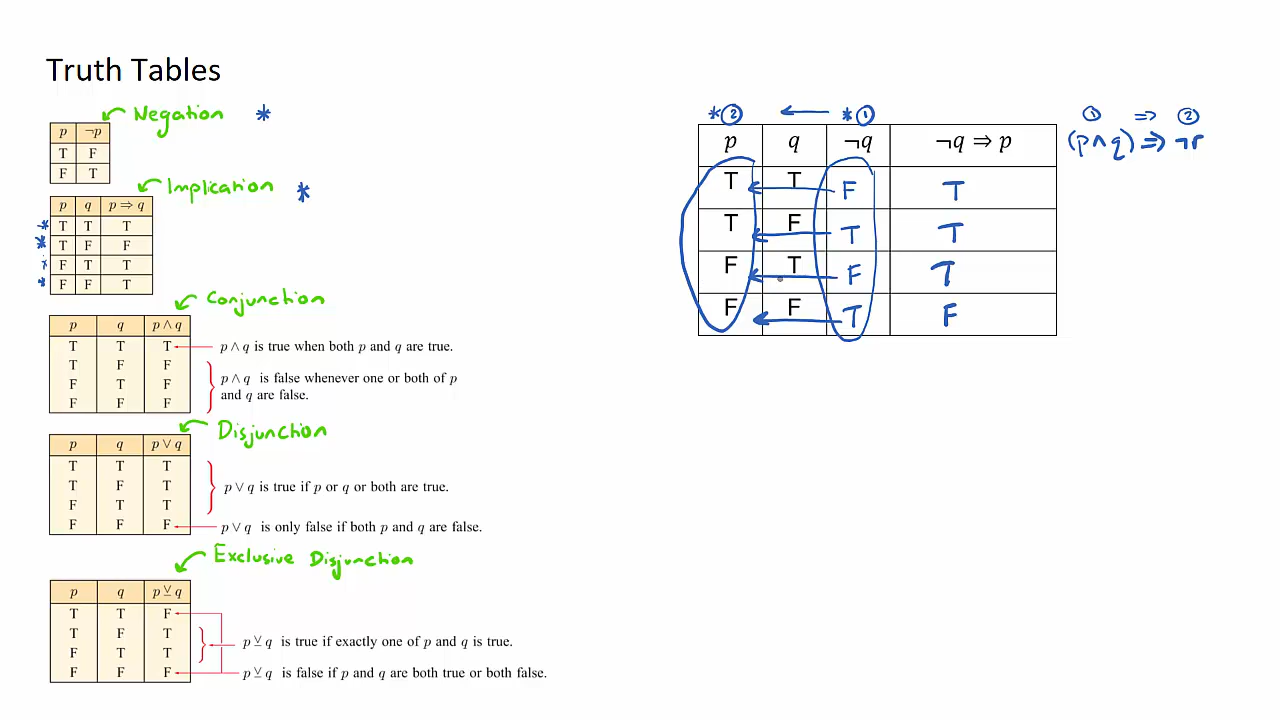 Truth Tables
Negation *
p ¬p
T F
F T
Implication *
p q p ⇒ q
* T T T
* T F F
* F T T
* F F T
Conjunction
p q p ∧ q
T T T
T F F
F T F
F F F
p ∧ q is true when both p and q are true.
p ∧ q is false whenever one or both of p
and q are false.
Disjunction
p q p ∨ q
T T T
T F T
F T T
F F F
p ∨ q is true if p or q or both are true.
p ∨ q is only false if both p and q are false.
Exclusive Disjunction
p q p ⊻ q
T T F
T F T
F T T
F F F
p ⊻ q is true if exactly one of p and q is true.
p ⊻ q is false if p and q are both true or both false.
*② ← *①
p q ¬q ¬q ⇒ p
T T F T
T F T T
F T F T
F F T F
① ⇒ ②
(p∧q) ⇒ ¬r